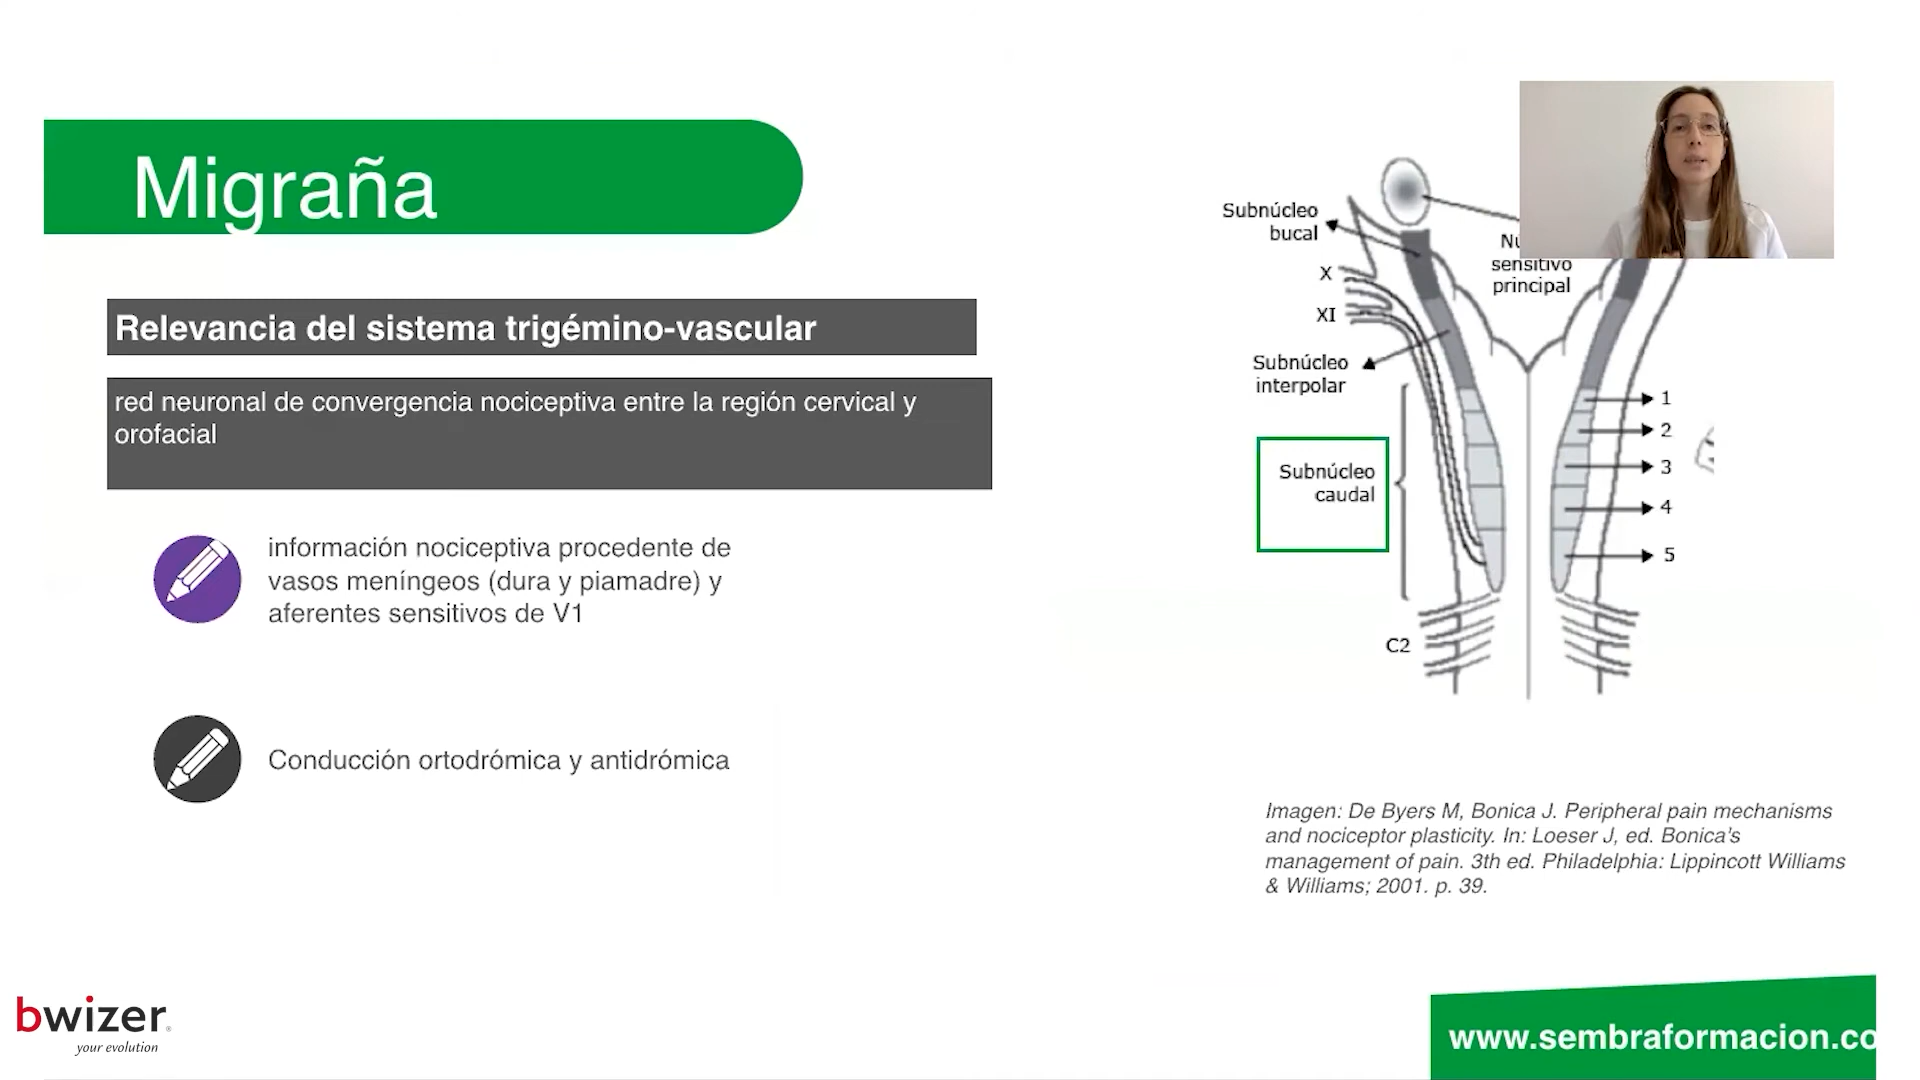 Migraña
Relevancia del sistema trigémino-vascular
red neuronal de convergencia nociceptiva entre la región cervical y
orofacial
información nociceptiva procedente de
vasos meníngeos (dura y piamadre) y
aferentes sensitivos de V1
Conducción ortodrómica y antidrómica
Subnúcleo
bucal
X
XI
sensitivo
principal
Subnúcleo
interpolar
1
2
3
4
5
Subnúcleo
caudal
C2
Imagen: De Byers M, Bonica J. Peripheral pain mechanisms
and nociceptor plasticity. In: Loeser J, ed. Bonica's
management of pain. 3th ed. Philadelphia: Lippincott Williams
& Williams; 2001. p. 39.
bwizer
your evolution
www.sembraformacion.co